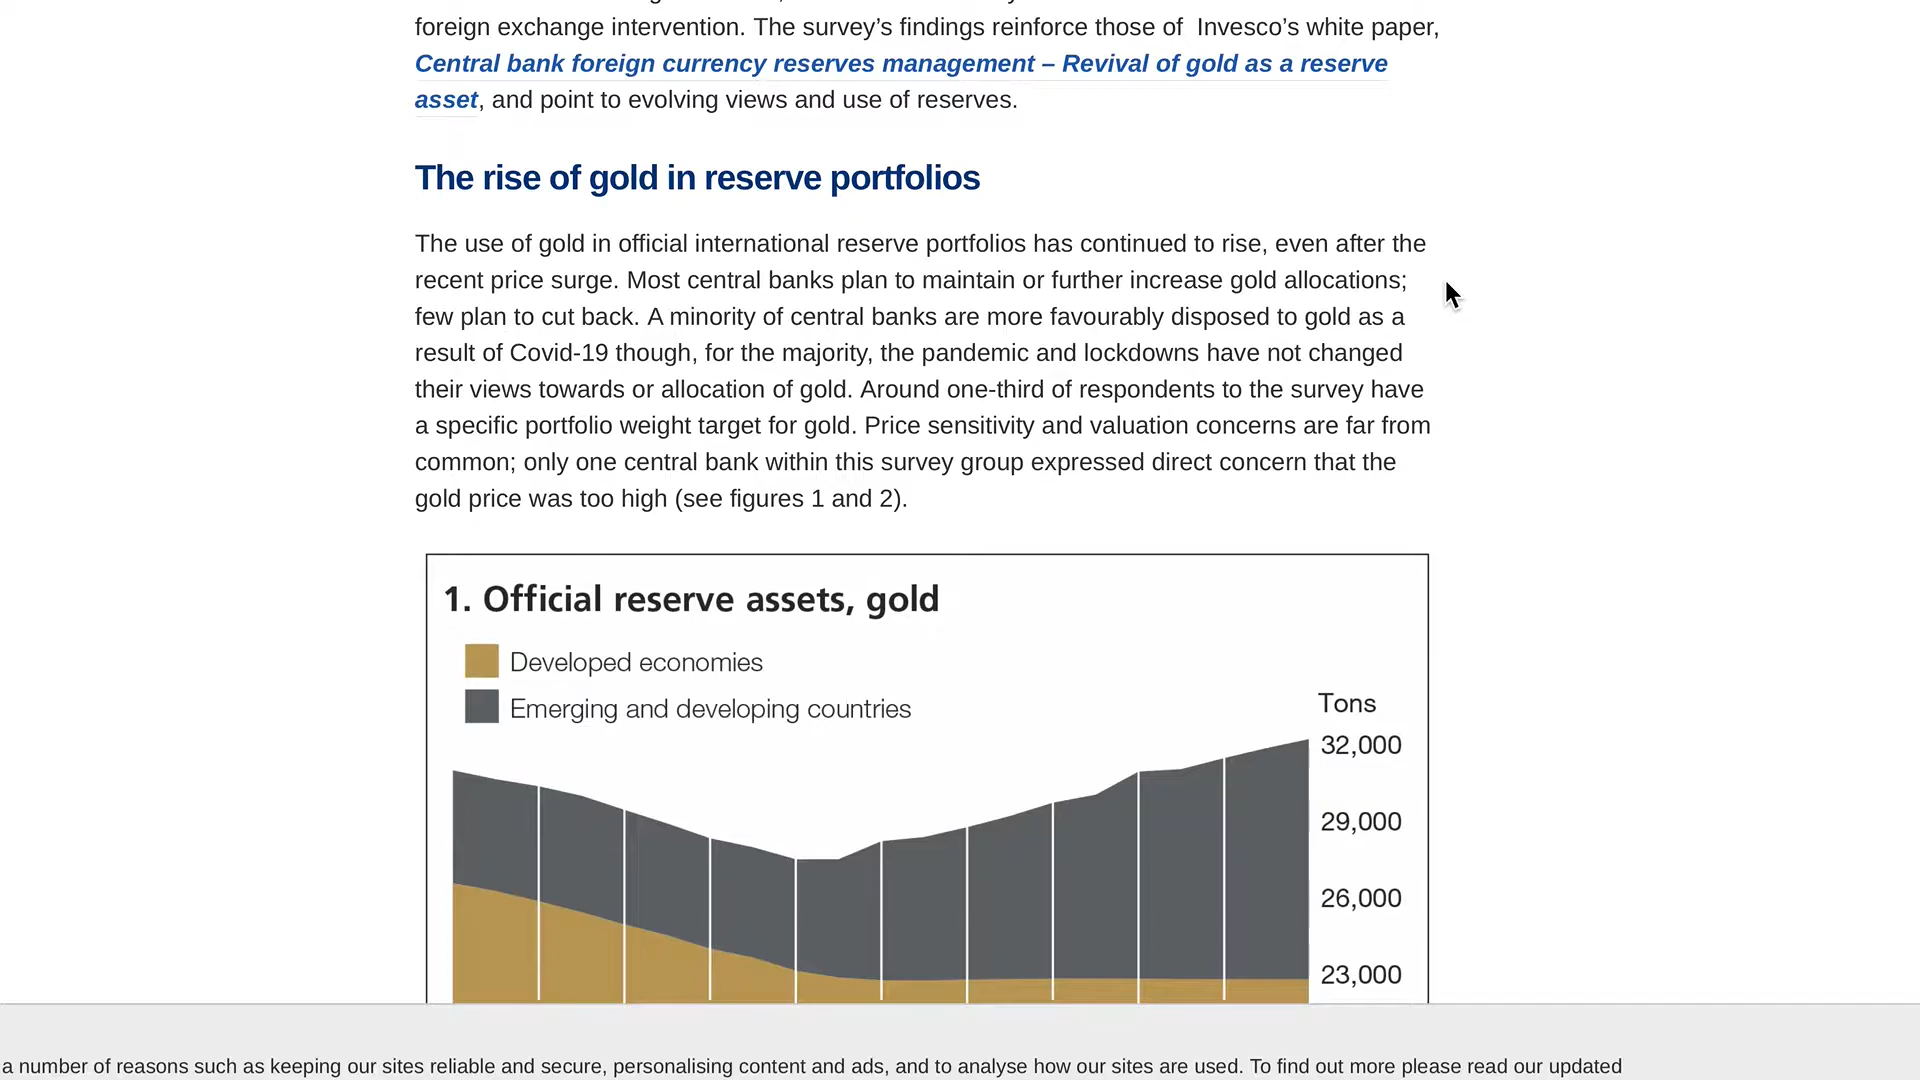 foreign exchange intervention. The survey’s findings reinforce those of  Invesco’s white paper,
Central bank foreign currency reserves management – Revival of gold as a reserve
asset, and point to evolving views and use of reserves.
The rise of gold in reserve portfolios
The use of gold in official international reserve portfolios has continued to rise, even after the
recent price surge. Most central banks plan to maintain or further increase gold allocations;
few plan to cut back. A minority of central banks are more favourably disposed to gold as a
result of Covid-19 though, for the majority, the pandemic and lockdowns have not changed
their views towards or allocation of gold. Around one-third of respondents to the survey have
a specific portfolio weight target for gold. Price sensitivity and valuation concerns are far from
common; only one central bank within this survey group expressed direct concern that the
gold price was too high (see figures 1 and 2).
1. Official reserve assets, gold
Developed economies
Emerging and developing countries
Tons
32,000
29,000
26,000
23,000
a number of reasons such as keeping our sites reliable and secure, personalising content and ads, and to analyse how our sites are used. To find out more please read our updated